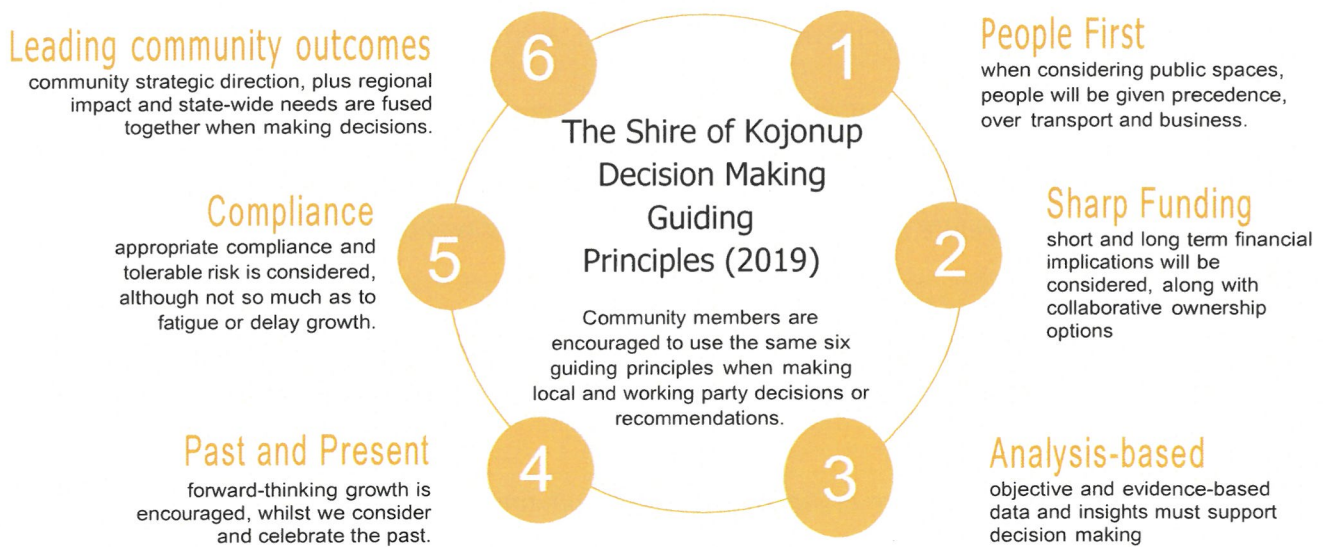 The Shire of Kojonup
Decision Making
Guiding
Principles (2019)
Community members are
encouraged to use the same six
guiding principles when making
local and working party decisions or
recommendations.
1
People First
when considering public spaces,
people will be given precedence,
over transport and business.
2
Sharp Funding
short and long term financial
implications will be
considered, along with
collaborative ownership
options
3
Analysis-based
objective and evidence-based
data and insights must support
decision making
4
Past and Present
forward-thinking growth is
encouraged, whilst we consider
and celebrate the past.
5
Compliance
appropriate compliance and
tolerable risk is considered,
although not so much as to
fatigue or delay growth.
6
Leading community outcomes
community strategic direction, plus regional
impact and state-wide needs are fused
together when making decisions.